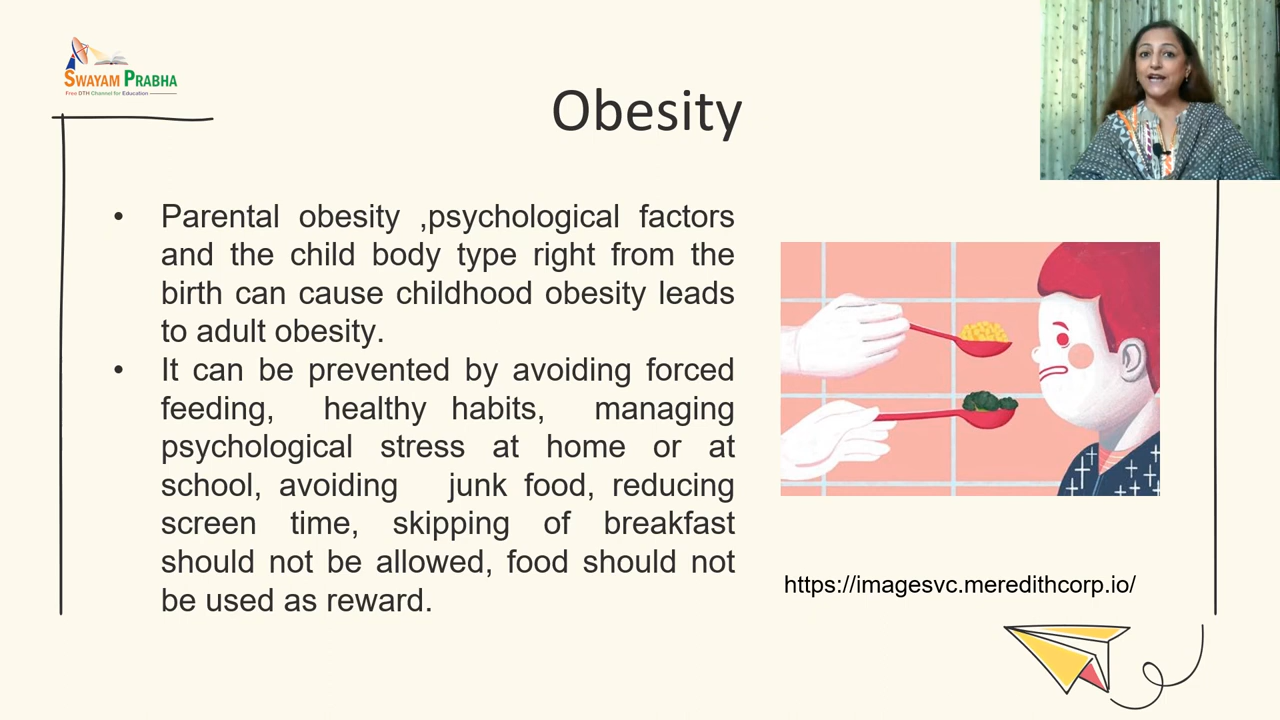 SWAYAM PRABHA
Free DTH Channel for Education
Obesity
• Parental obesity ,psychological factors
and the child body type right from the
birth can cause childhood obesity leads
to adult obesity.
• It can be prevented by avoiding forced
feeding, healthy habits, managing
psychological stress at home or at
school, avoiding junk food, reducing
screen time, skipping of breakfast
should not be allowed, food should not
be used as reward.
https://imagesvc.meredithcorp.io/